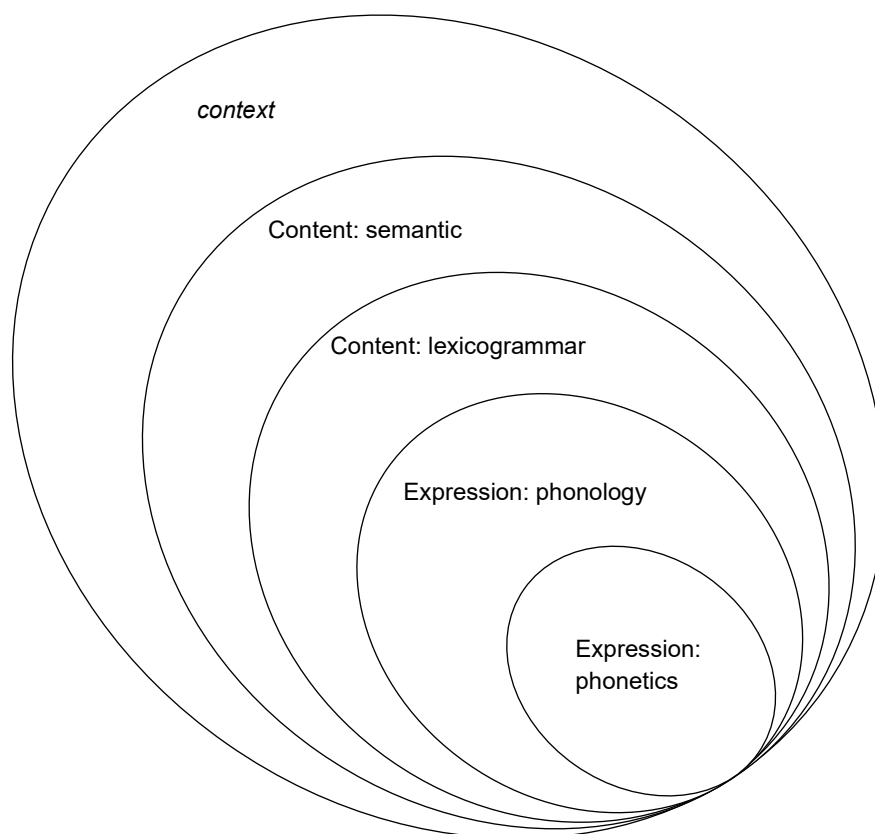 context
Content: semantic
Content: lexicogrammar
Expression: phonology
Expression:
phonetics